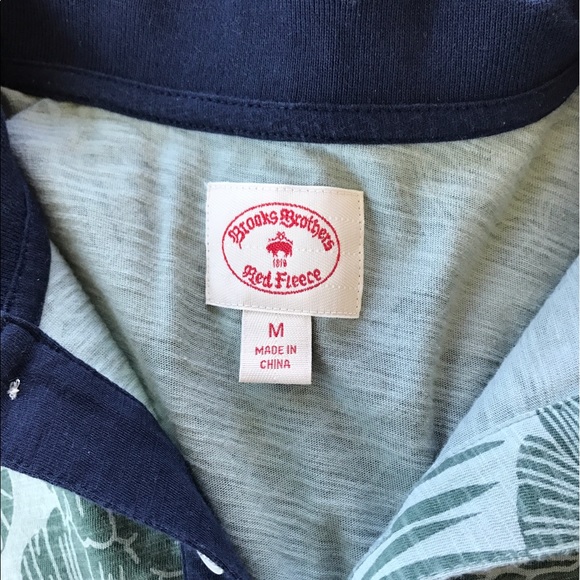 Brooks Brothers
1818
Red Fleece
M
MADE IN
CHINA